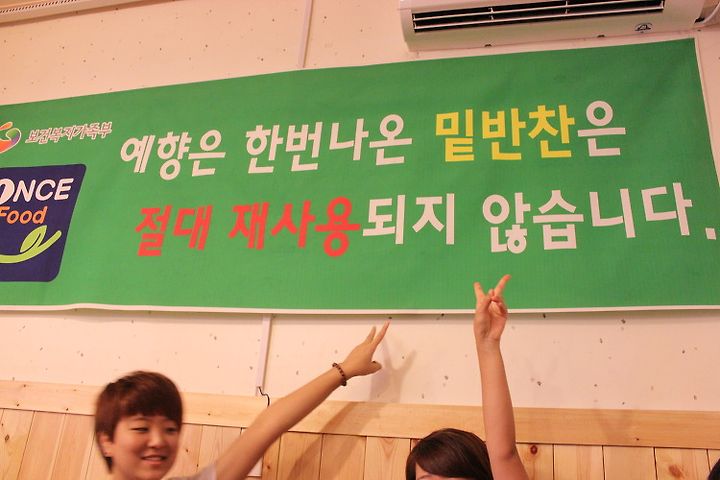 보건복지가족부
ONCE
Food
예향은 한번나온 밑반찬은
절대 재사용되지 않습니다.